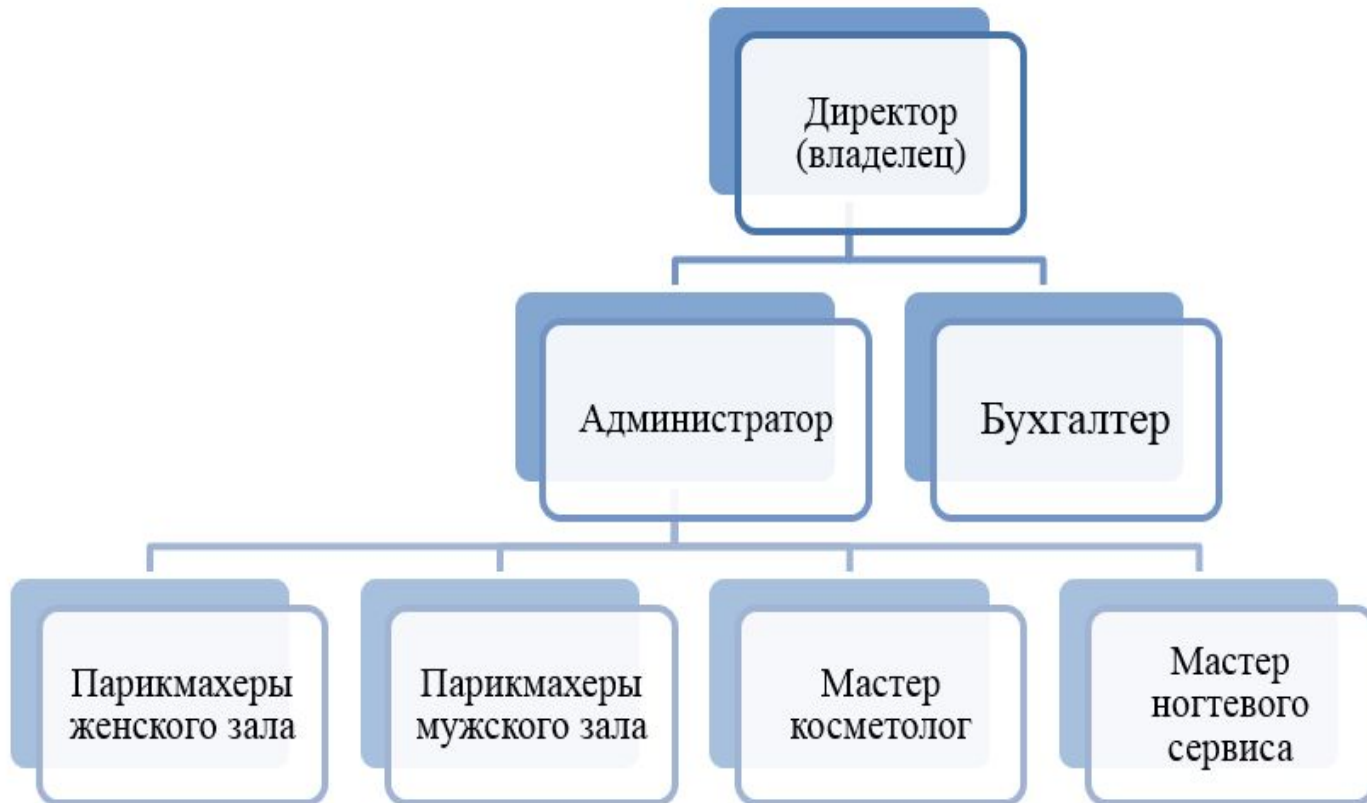 Директор
(владелец)
Администратор
Бухгалтер
Парикмахеры
женского зала
Парикмахеры
мужского зала
Мастер
косметолог
Мастер
ногтевого
сервиса